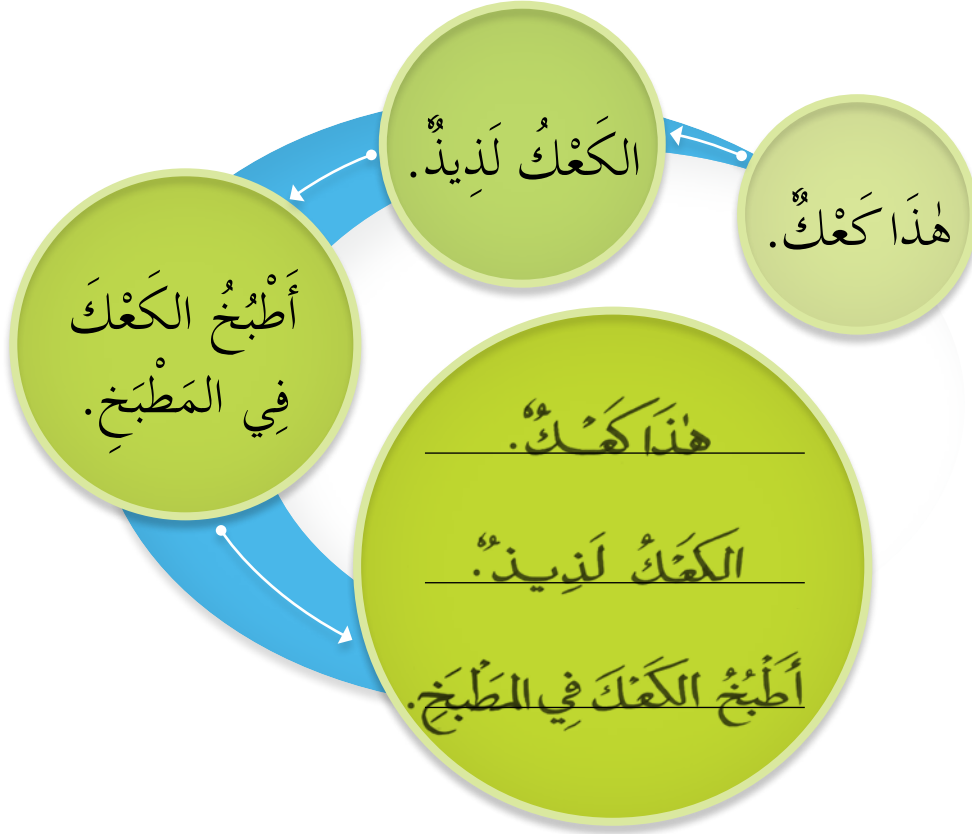 هٰذَا كَعْكٌ.
الكَعْكُ لَذِيذٌ.
أَطْبُخُ الكَعْكَ
فِي المَطْبَخِ.
هٰذَا كَعْكٌ.
الكَعْكُ لَذِيذٌ.
أَطْبُخُ الكَعْكَ فِي المَطْبَخِ.